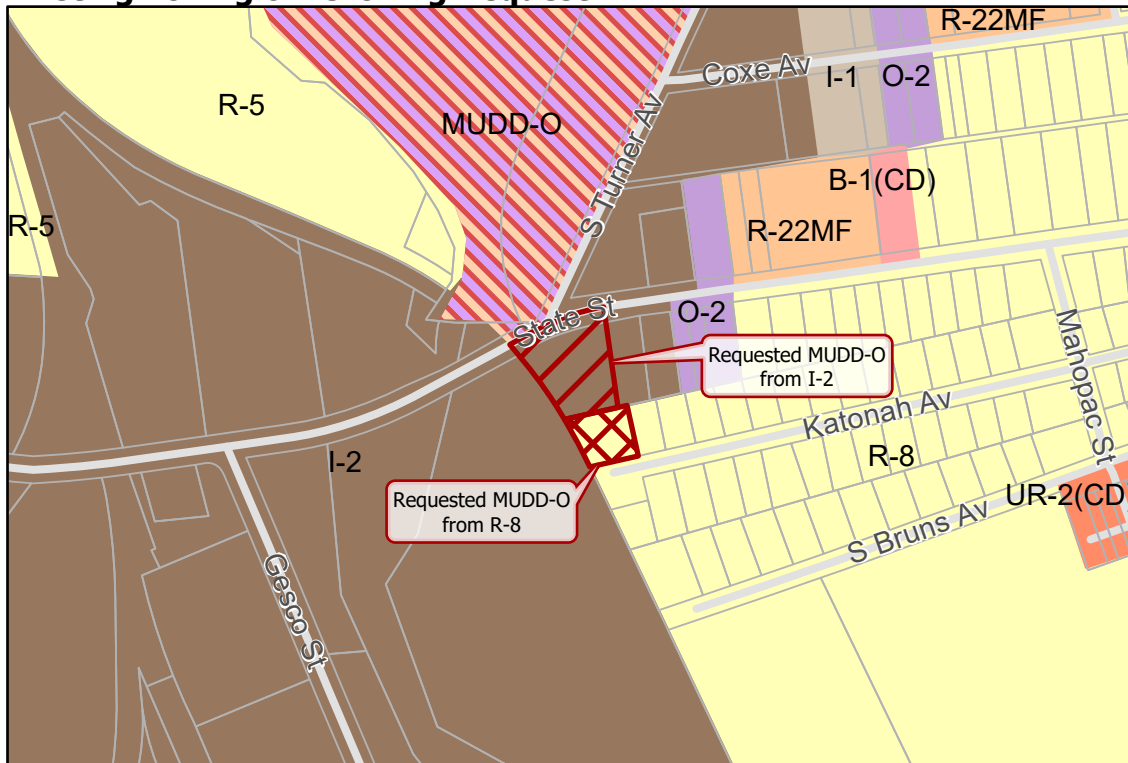 R-22MF
Coxe Av
I-1
O-2
R-5
MUDD-O
S Turner Av
B-1(CD)
R-5
R-22MF
State St
O-2
Requested MUDD-O
from I-2
Mahopac St
Katonah Av
R-8
I-2
Requested MUDD-O
from R-8
UR-2(CD
S Bruns Av
Gesco St